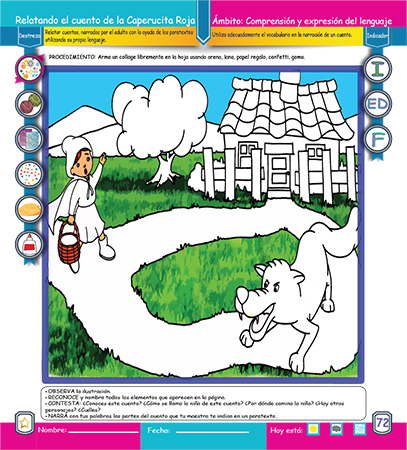 Relatando el cuento de la Caperucita Roja
Ámbito: Comprensión y expresión del lenguaje
Destreza
Relatar cuentos, narrados por el adulto con la ayuda de los paratextos
utilizando su propio lenguaje.
Utiliza adecuadamente el vocabulario en la narración de un cuento.
Indicador
PROCEDIMIENTO: Arma un collage libremente en la hoja usando arena, lana, papel regalo, confetti, goma.
I
ED
F
- OBSERVA la ilustración.
- RECONOCE y nombra todos los elementos que aparecen en la página.
- CONTESTA: ¿Conoces este cuento? ¿Cómo se llama la niña de este cuento? ¿Por dónde camina la niña? ¿Hay otros
personajes? ¿Cuáles?
- NARRA con tus palabras las partes del cuento que tu maestra te indica en un paratexto.
Nombre:
Fecha:
Hoy está:
72